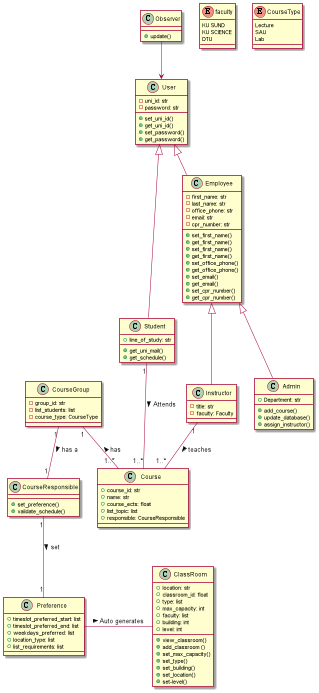 C Observer
update()
E faculty
KU SUND
KU SCIENCE
DTU
E CourseType
Lecture
SAU
Lab
C User
uni_id: str
password: str
set_uni_id()
get_uni_id()
set_password()
get_password()
C Employee
first_name: str
last_name: str
office_phone: str
email: str
cpr_number: str
set_first_name()
get_first_name()
set_first_name()
get_first_name()
set_office_phone()
get_office_phone()
set_email()
get_email()
set_cpr_number()
get_cpr_number()
C Student
line_of_study: str
get_uni_mail()
get_schedule()
C CourseGroup
group_id: str
list_students: list
course_type: CourseType
C Instructor
title: str
faculty: Faculty
C Admin
Department: str
add_course()
update_database()
assign_instructor()
1
Attends
1
1
1
has a
has
teaches
1
1..*
1..*
1
C CourseResponsible
set_preference()
validate_schedule()
C Course
course_id: str
name: str
course_ects: float
list_topic: list
responsible: CourseResponsible
1
set
1
C Preference
timeslot_preferred_start: list
timeslot_preferred_end: list
weekdays_preferred: list
location_type: list
list_requirements: list
Auto generates
C ClassRoom
location: str
classroom_id: float
type: list
max_capacity: int
faculty: list
building: int
level: int
view_classroom()
add_classroom ()
set_max_capacity()
set_type()
set_building()
set_location()
set-level()